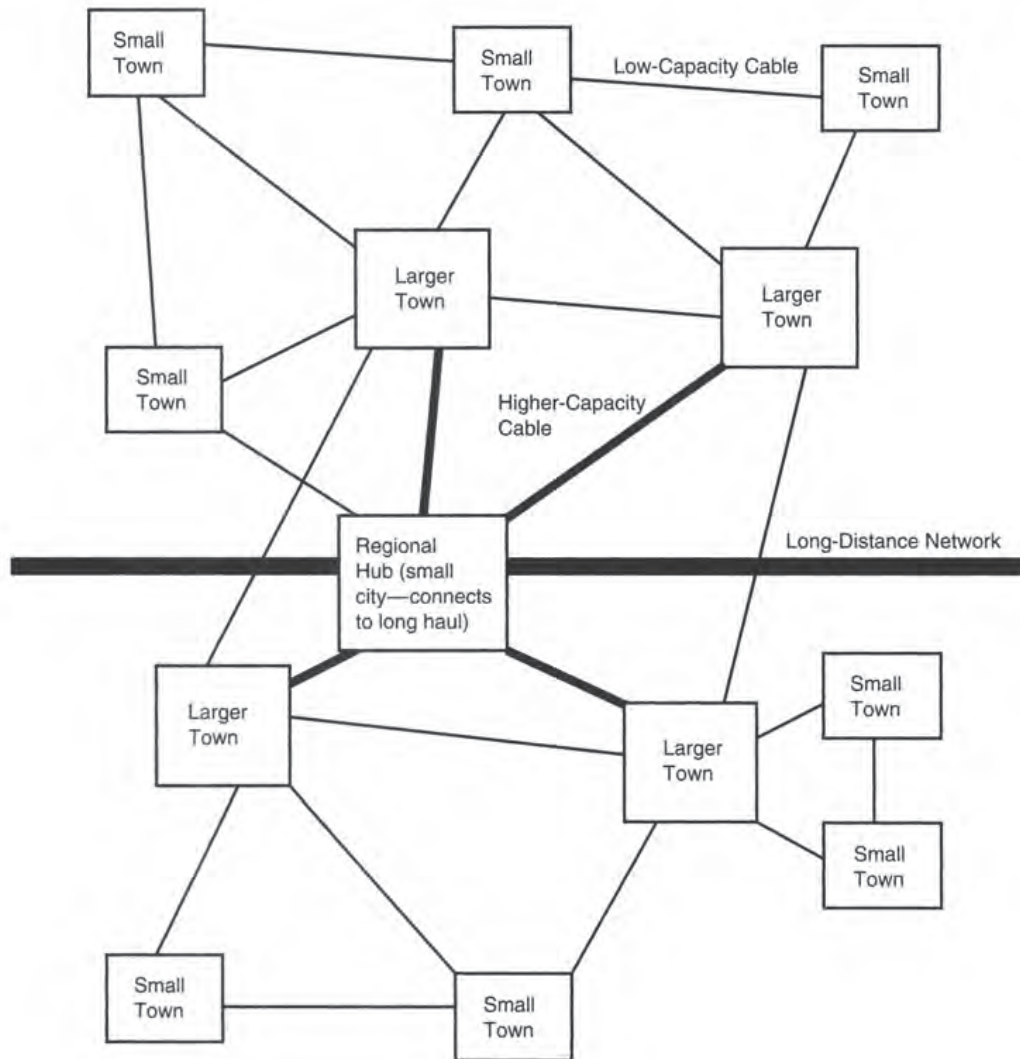 Small
Town
Small
Town
Low-Capacity Cable
Small
Town
Larger
Town
Larger
Town
Small
Town
Higher-Capacity
Cable
Regional
Hub (small
city—connects
to long haul)
Long-Distance Network
Small
Town
Larger
Town
Larger
Town
Small
Town
Small
Town
Small
Town